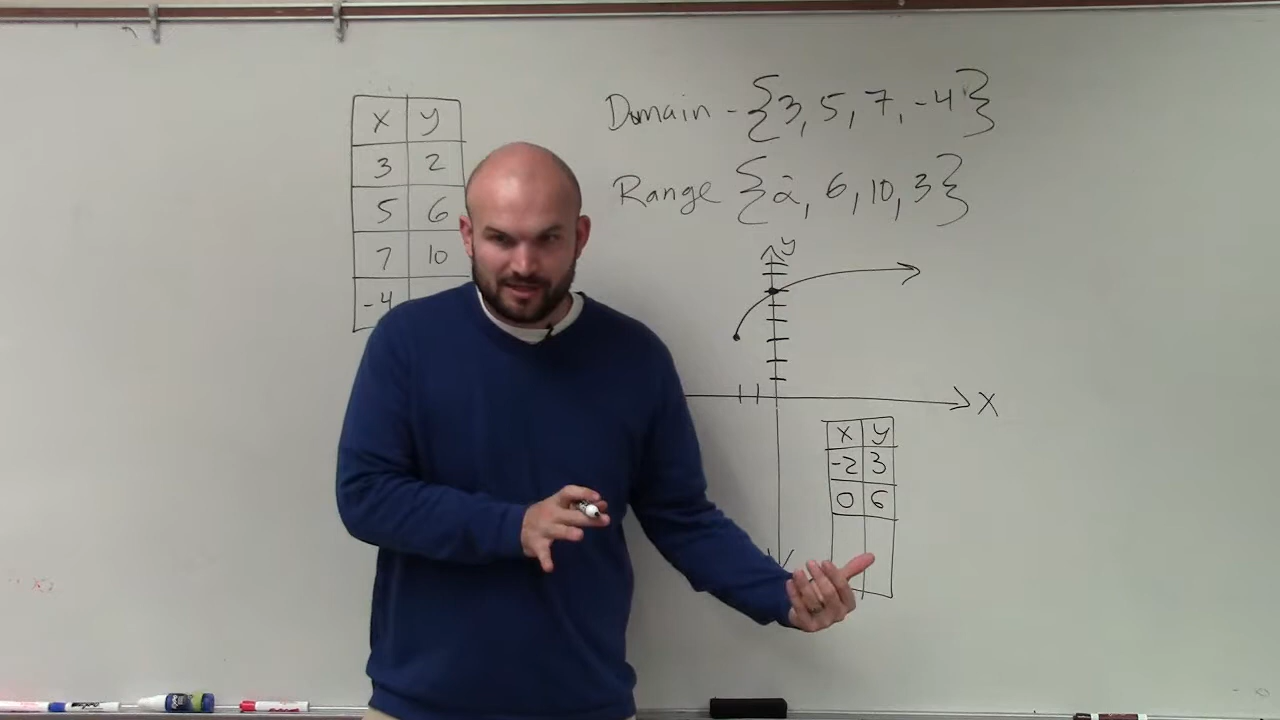 x y
3 2
5 6
7 10
-4
Domain - {3, 5, 7, -4}
Range {2, 6, 10, 3}
y
x
x y
-2 3
0 6